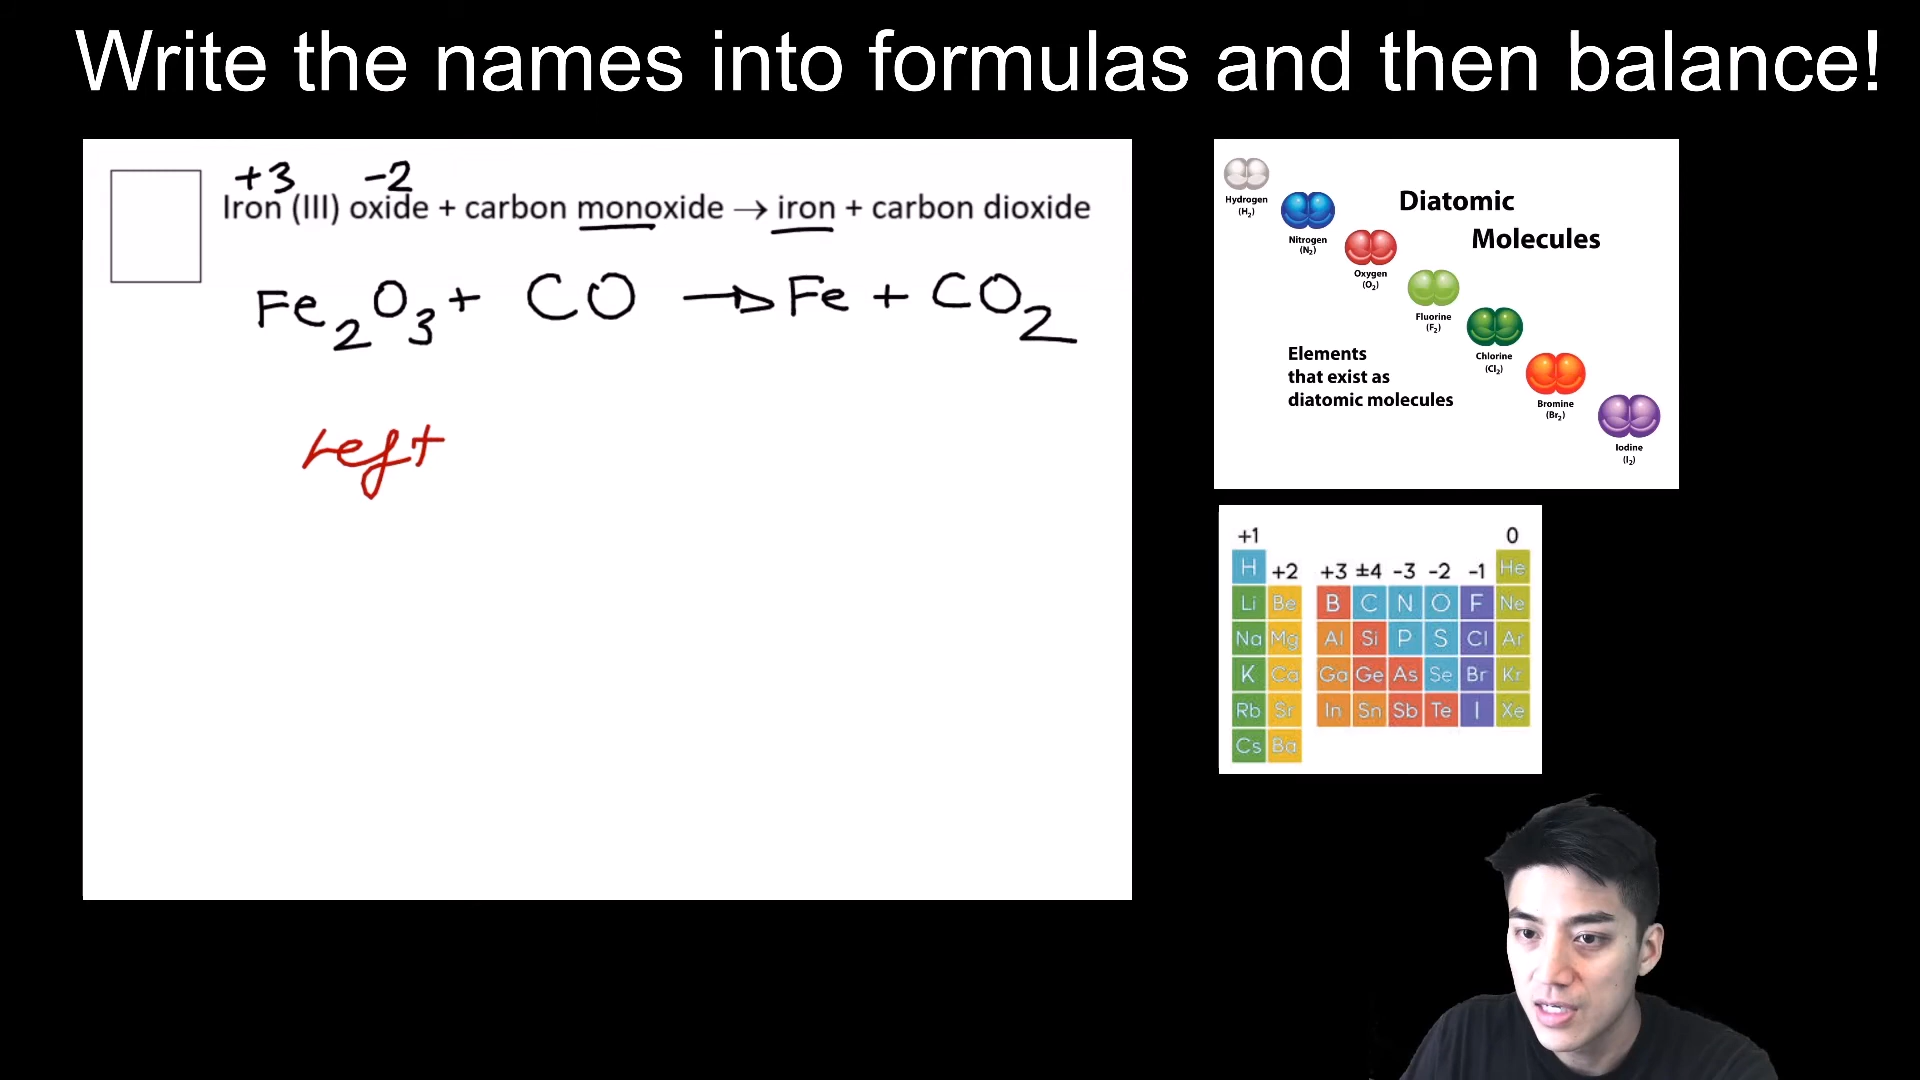 Write the names into formulas and then balance!
+3 -2
Iron (III) oxide + carbon monoxide → iron + carbon dioxide
Fe₂O₃ + CO → Fe + CO₂
Left
Diatomic
Molecules
Hydrogen
(H₂)
Nitrogen
(N₂)
Oxygen
(O₂)
Fluorine
(F₂)
Chlorine
(Cl₂)
Bromine
(Br₂)
Iodine
(I₂)
Elements
that exist as
diatomic molecules
+1 0
H +2 +3 ±4 -3 -2 -1 He
Li Be B C N O F Ne
Na Mg Al Si P S Cl Ar
K Ca Ga Ge As Se Br Kr
Rb Sr In Sn Sb Te I Xe
Cs Ba